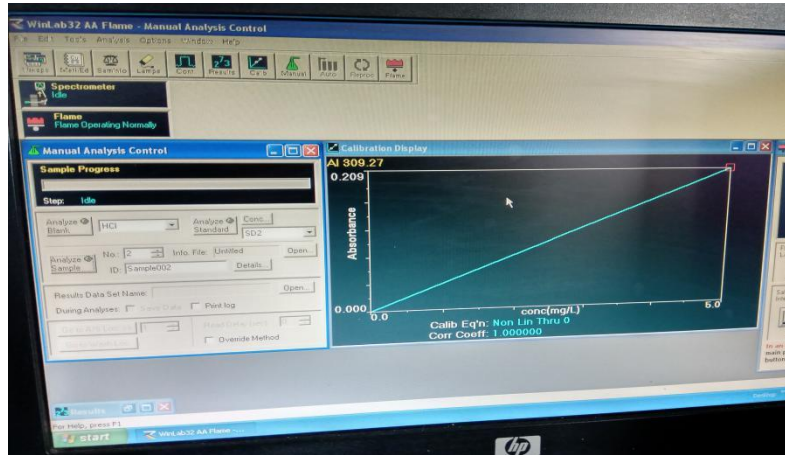 WinLab32 AA Flame - Manual Analysis Control
File Edit Tools Analysis Options Window Help
Lamps Cont Results Calib Manual Auto Reproc Flame
Spectrometer
Idle
Flame
Flame Operating Normally
Manual Analysis Control
Sample Progress
Step: Idle
Analyze Blank HCl Analyze Standard Conc... SD2
Analyze Sample No.: 2 Info. File: Untitled Open...
ID: Sample002 Details...
Results Data Set Name: Open...
During Analyses: Save Data Print log
Override Method
Calibration Display
Al 309.27
0.209
Absorbance
0.000
0.0 conc(mg/L) 5.0
Calib Eq'n: Non Lin Thru 0
Corr Coeff: 1.000000
Results
For Help, press F1
start WinLab32 AA Flame -...
hp